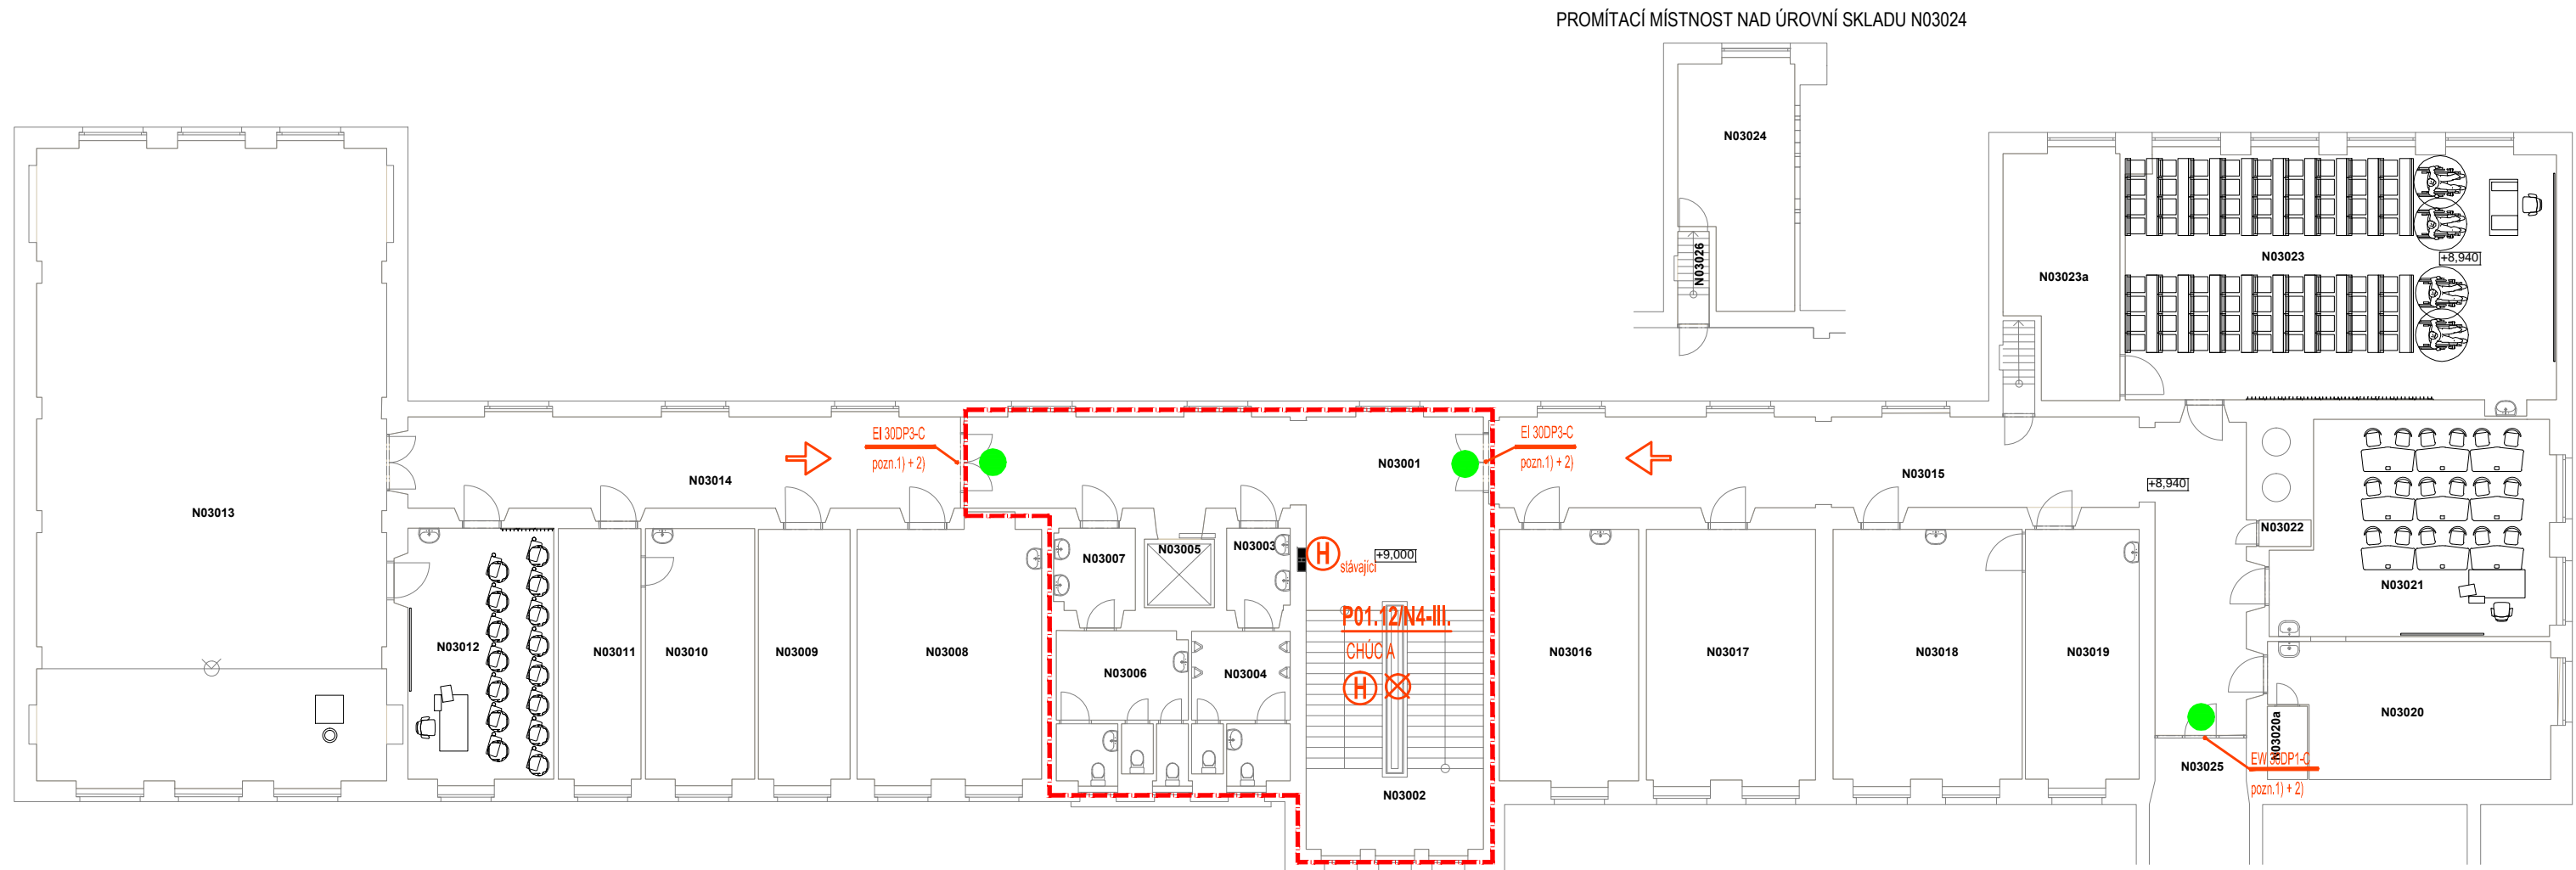 PROMÍTACÍ MÍSTNOST NAD ÚROVNÍ SKLADU N03024
N03024
N03026
N03023a
N03023
+8,940
N03013
N03014
EI 30DP3-C
pozn.1) + 2)
N03001
EI 30DP3-C
pozn.1) + 2)
N03015
+8,940
N03022
N03021
N03007
N03005
N03003
H
stávající
+9,000
P01.12/N4-III.
CHÚC A
H
N03012
N03011
N03010
N03009
N03008
N03006
N03004
N03002
N03016
N03017
N03018
N03019
N03020
N03020a
N03025
EW 30DP1-C
pozn.1) + 2)